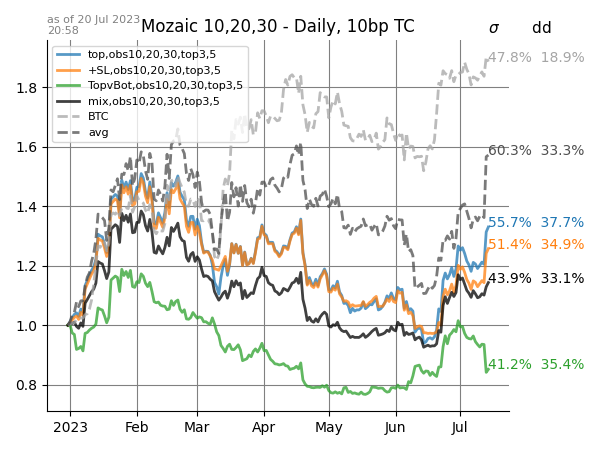 as of 20 Jul 2023
20:58
Mozaic 10,20,30 - Daily, 10bp TC
σ dd
top,obs10,20,30,top3,5
+SL,obs10,20,30,top3,5
TopvBot,obs10,20,30,top3,5
mix,obs10,20,30,top3,5
BTC
avg
47.8% 18.9%
60.3% 33.3%
55.7% 37.7%
51.4% 34.9%
43.9% 33.1%
41.2% 35.4%
1.8
1.6
1.4
1.2
1.0
0.8
2023 Feb Mar Apr May Jun Jul